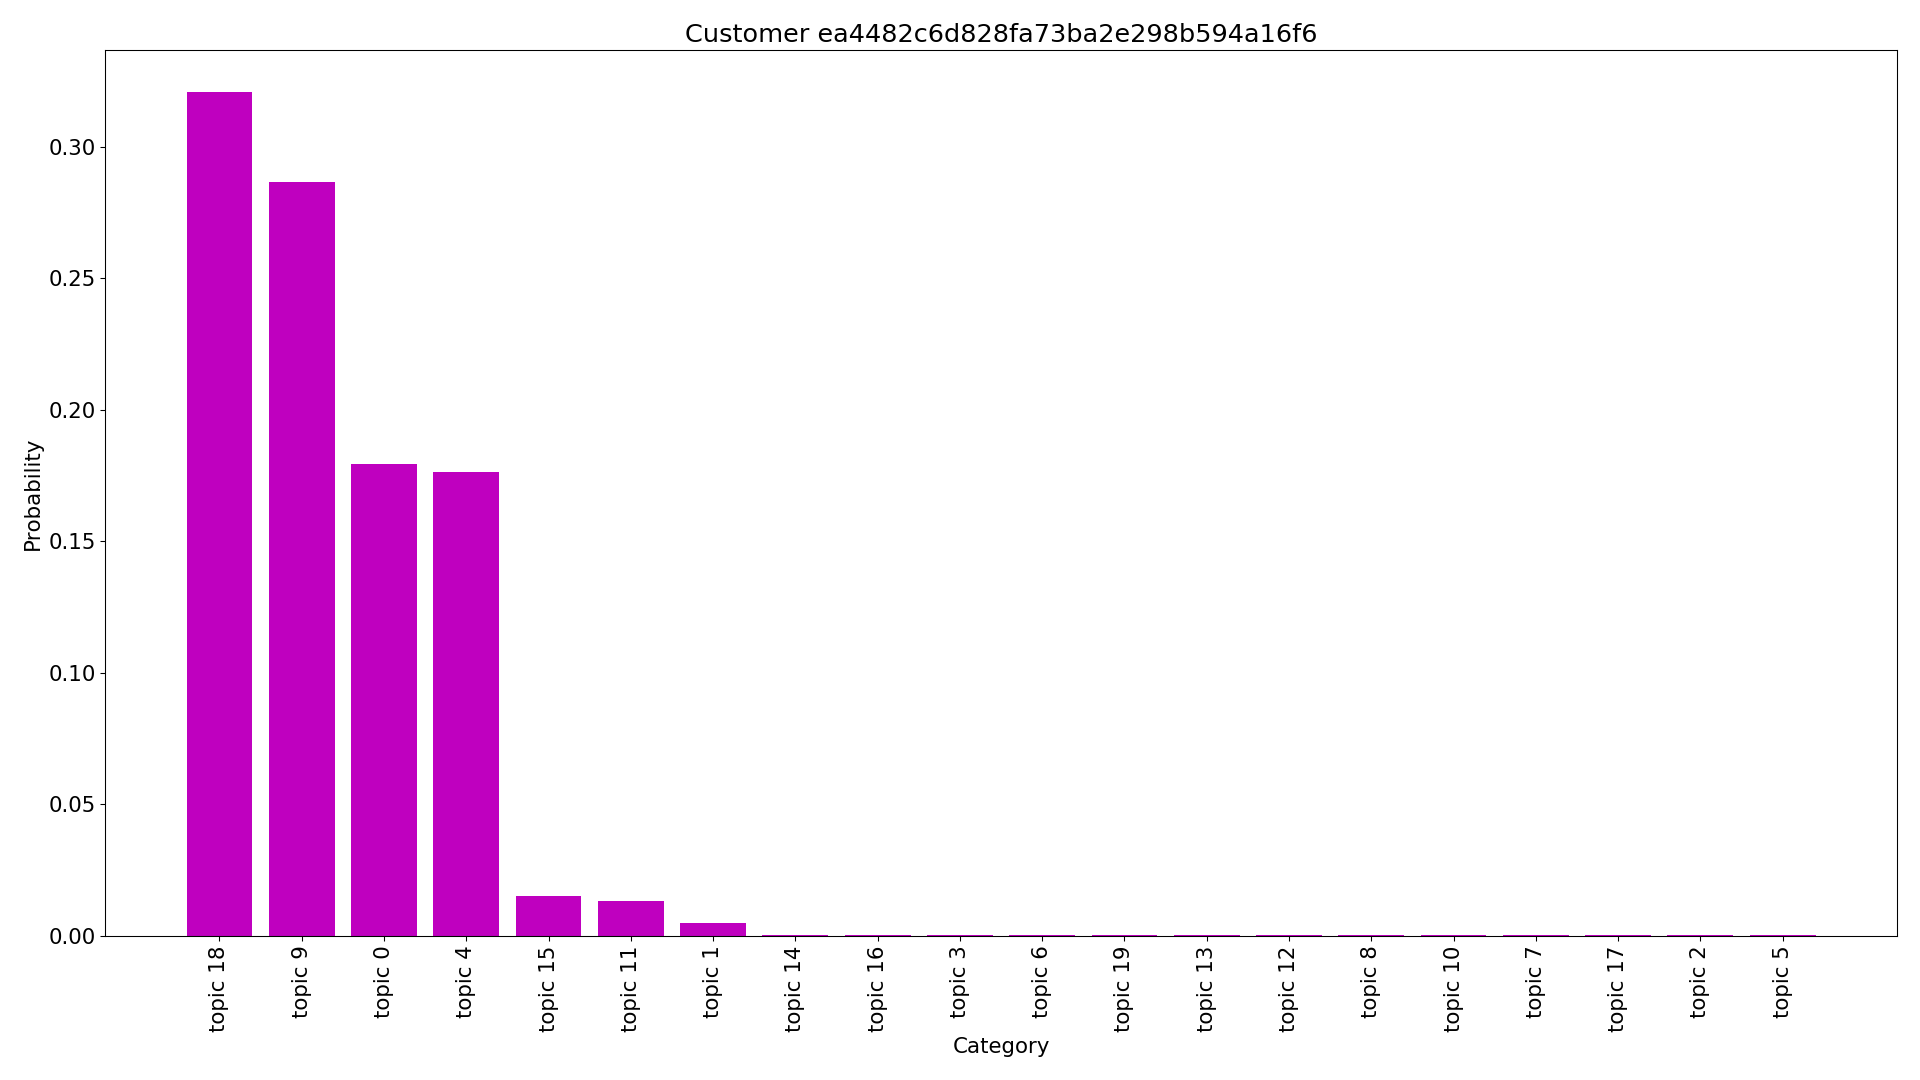 Customer ea4482c6d828fa73ba2e298b594a16f6
Probability
0.30
0.25
0.20
0.15
0.10
0.05
0.00
topic 18
topic 9
topic 0
topic 4
topic 15
topic 11
topic 1
topic 14
topic 16
topic 3
topic 6
topic 19
topic 13
topic 12
topic 8
topic 10
topic 7
topic 17
topic 2
topic 5
Category